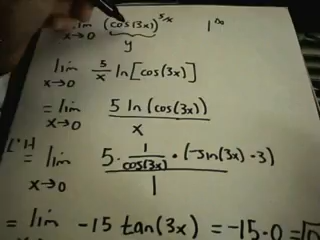 lim x→0 (cos(3x))^5/x 1^∞
y
lim x→0 5/x ln[cos(3x)]
= lim x→0 5 ln(cos(3x)) / x
L'H = lim x→0 5 · 1/cos(3x) · (-sin(3x) · 3) / 1
= lim -15 tan(3x) = -15·0 =